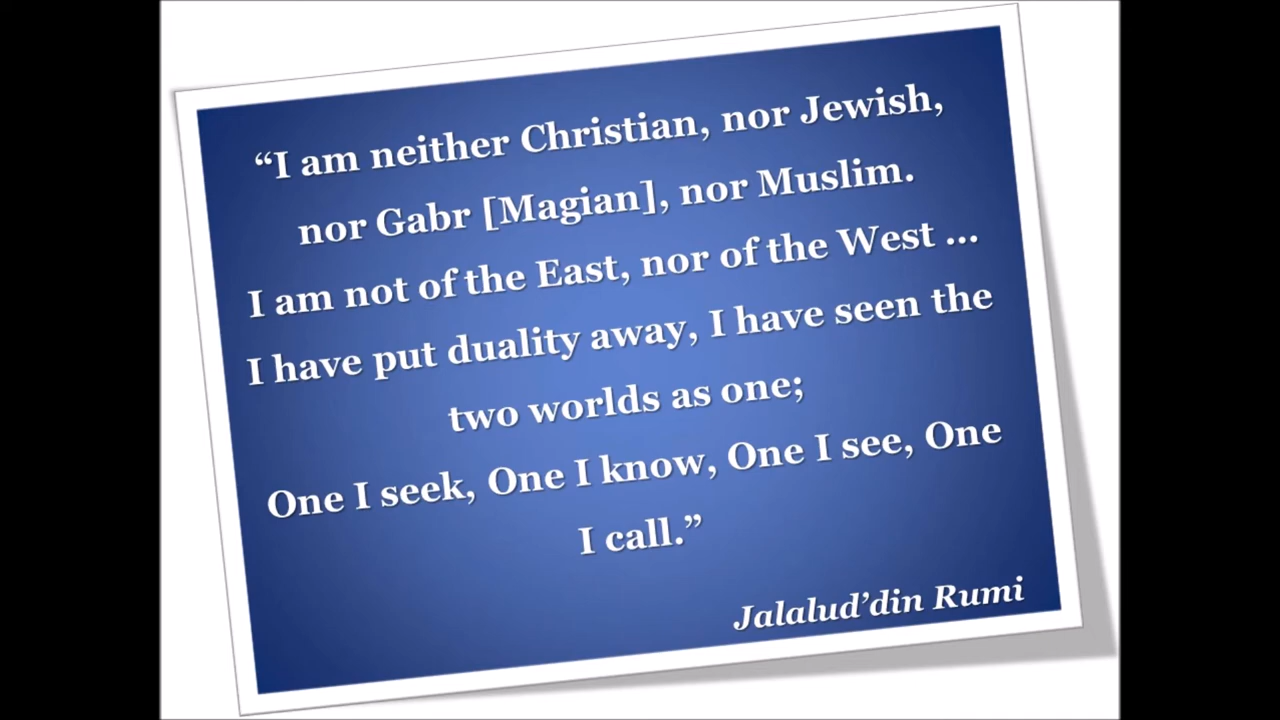 “I am neither Christian, nor Jewish,
nor Gabr [Magian], nor Muslim.
I am not of the East, nor of the West ...
I have put duality away, I have seen the
two worlds as one;
One I seek, One I know, One I see, One
I call.”
Jalalud’din Rumi